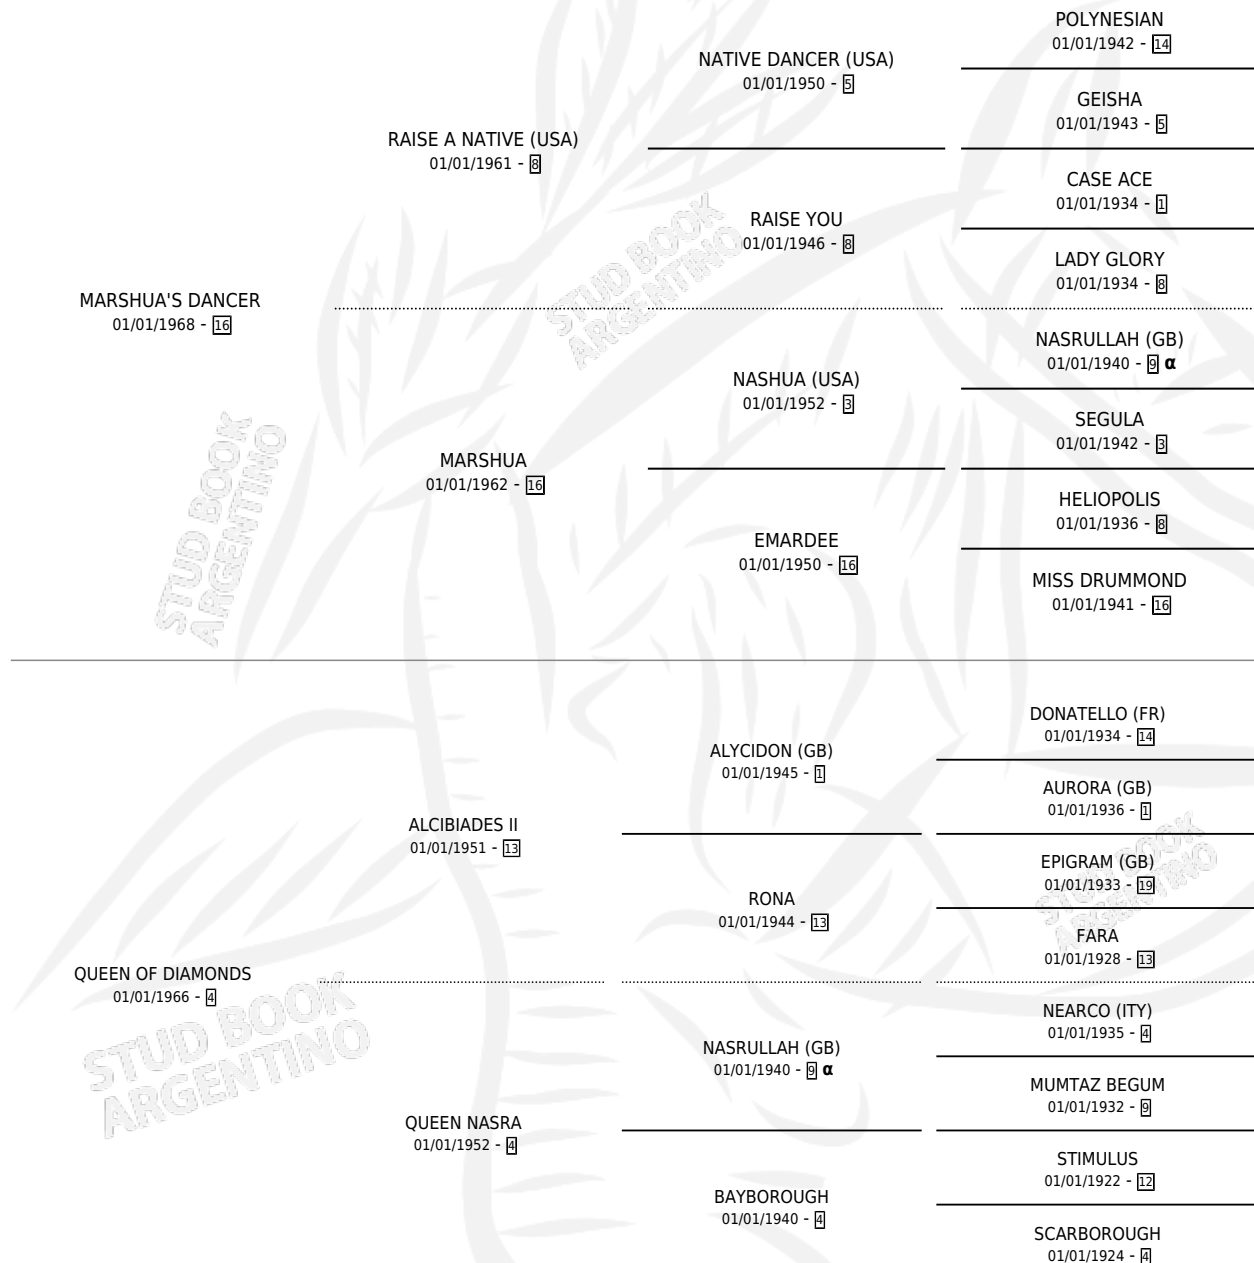 POLYNESIAN
01/01/1942 - 14
NATIVE DANCER (USA)
01/01/1950 - 5
GEISHA
01/01/1943 - 5
RAISE A NATIVE (USA)
01/01/1961 - 8
CASE ACE
01/01/1934 - 1
RAISE YOU
01/01/1946 - 8
LADY GLORY
01/01/1934 - 8
MARSHUA'S DANCER
01/01/1968 - 16
NASRULLAH (GB)
01/01/1940 - 9 α
NASHUA (USA)
01/01/1952 - 3
SEGULA
01/01/1942 - 3
MARSHUA
01/01/1962 - 16
HELIOPOLIS
01/01/1936 - 8
EMARDEE
01/01/1950 - 16
MISS DRUMMOND
01/01/1941 - 16
DONATELLO (FR)
01/01/1934 - 14
ALYCIDON (GB)
01/01/1945 - 1
AURORA (GB)
01/01/1936 - 1
ALCIBIADES II
01/01/1951 - 13
EPIGRAM (GB)
01/01/1933 - 19
RONA
01/01/1944 - 13
FARA
01/01/1928 - 13
QUEEN OF DIAMONDS
01/01/1966 - 4
NEARCO (ITY)
01/01/1935 - 4
NASRULLAH (GB)
01/01/1940 - 9 α
MUMTAZ BEGUM
01/01/1932 - 9
QUEEN NASRA
01/01/1952 - 4
STIMULUS
01/01/1922 - 12
BAYBOROUGH
01/01/1940 - 4
SCARBOROUGH
01/01/1924 - 4
STUD BOOK
ARGENTINO
STUD BOOK
ARGENTINO
STUD BOOK
ARGENTINO
STUD BOOK
ARGENTINO